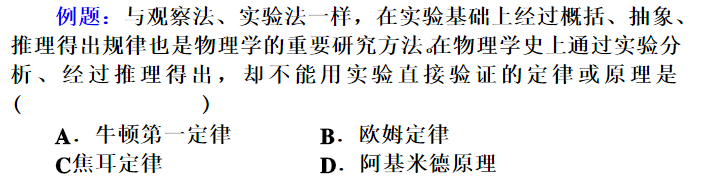 例题：与观察法、实验法一样，在实验基础上经过概括、抽象、
推理得出规律也是物理学的重要研究方法。在物理学史上通过实验分
析、经过推理得出，却不能用实验直接验证的定律或原理是
(　　　　　　)
A．牛顿第一定律　　　　B．欧姆定律
C焦耳定律　　　　　　　D．阿基米德原理